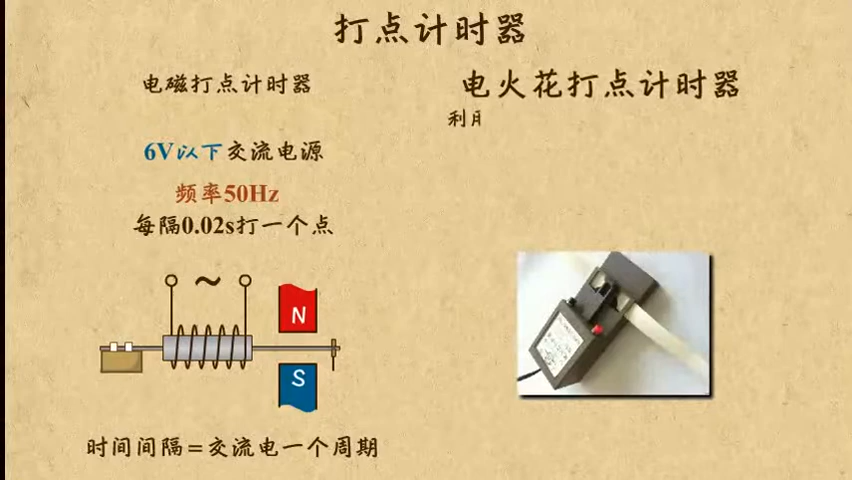 打点计时器
电磁打点计时器
6V以下交流电源
频率50Hz
每隔0.02s打一个点
~
N
S
时间间隔=交流电一个周期
电火花打点计时器
利